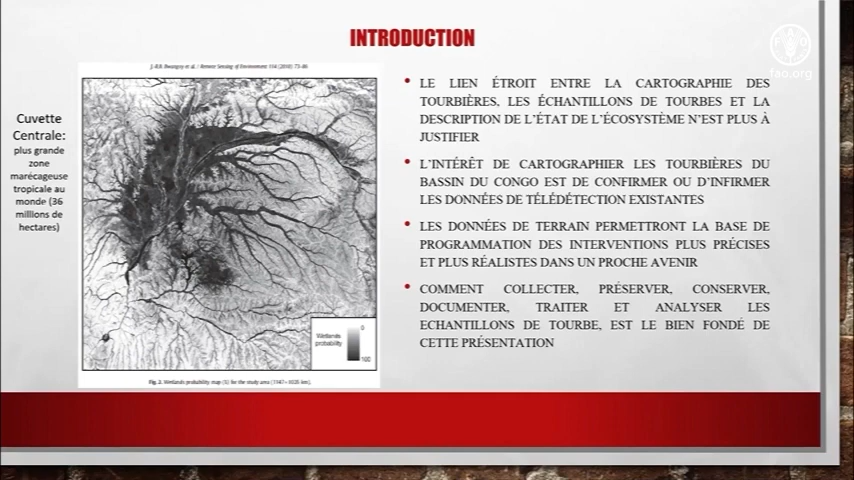 INTRODUCTION
FAO
fao.org
J.-R.B. Bwangoy et al. / Remote Sensing of Environment 114 (2010) 73–86
Cuvette
Centrale:
plus grande
zone
marécageuse
tropicale au
monde (36
millions de
hectares)
Wetlands
probability
0
100
Fig. 2. Wetlands probability map (%) for the study area
• LE LIEN ÉTROIT ENTRE LA CARTOGRAPHIE DES
TOURBIÈRES, LES ÉCHANTILLONS DE TOURBES ET LA
DESCRIPTION DE L'ÉTAT DE L'ÉCOSYSTÈME N'EST PLUS À
JUSTIFIER
• L'INTÉRÊT DE CARTOGRAPHIER LES TOURBIÈRES DU
BASSIN DU CONGO EST DE CONFIRMER OU D'INFIRMER
LES DONNÉES DE TÉLÉDÉTECTION EXISTANTES
• LES DONNÉES DE TERRAIN PERMETTRONT LA BASE DE
PROGRAMMATION DES INTERVENTIONS PLUS PRÉCISES
ET PLUS RÉALISTES DANS UN PROCHE AVENIR
• COMMENT COLLECTER, PRÉSERVER, CONSERVER,
DOCUMENTER, TRAITER ET ANALYSER LES
ECHANTILLONS DE TOURBE, EST LE BIEN FONDÉ DE
CETTE PRÉSENTATION